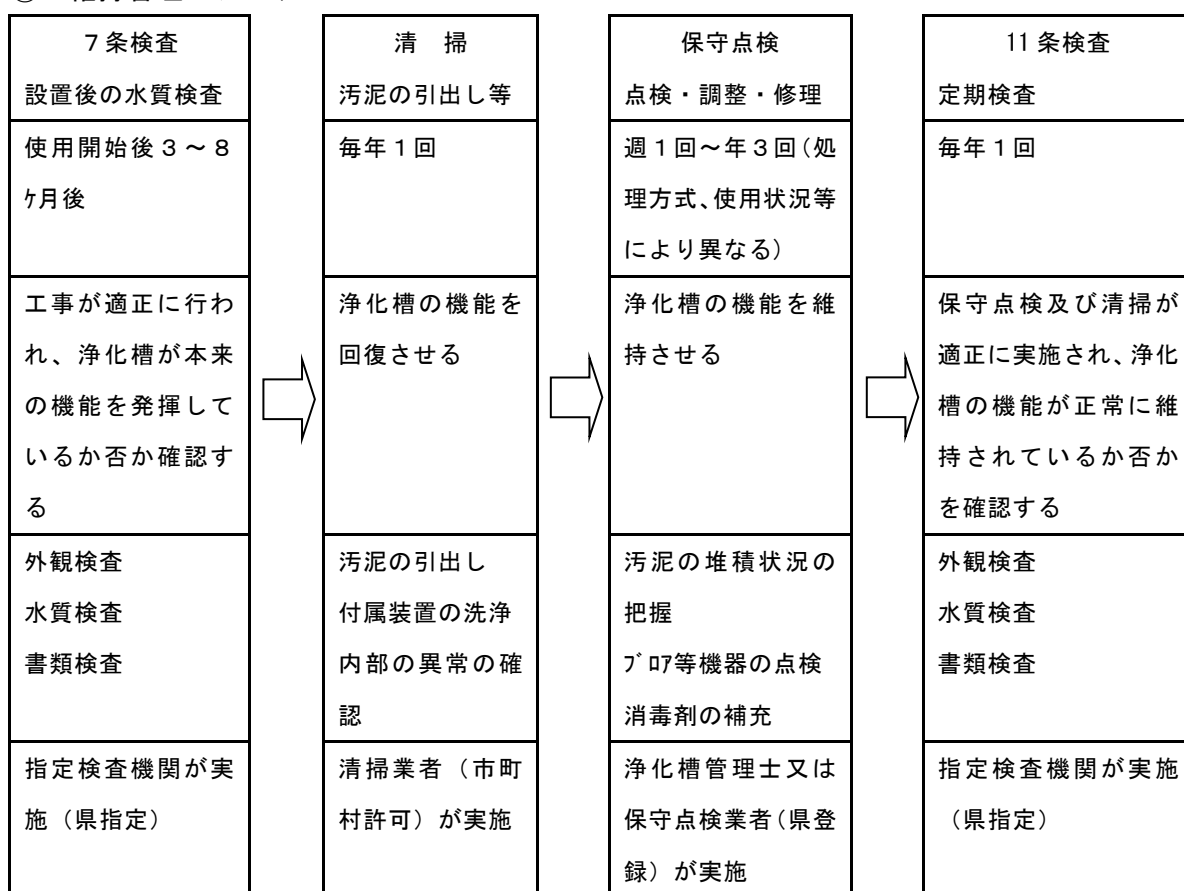 7条検査
設置後の水質検査
使用開始後3~8
ケ月後
工事が適正に行わ
れ、浄化槽が本来
の機能を発揮して
いるか否か確認す
る
外観検査
水質検査
書類検査
指定検査機関が実
施（県指定）
清　掃
汚泥の引出し等
毎年1回
浄化槽の機能を
回復させる
汚泥の引出し
付属装置の洗浄
内部の異常の確
認
清掃業者（市町
村許可）が実施
保守点検
点検・調整・修理
週1回～年3回（処
理方式、使用状況等
により異なる）
浄化槽の機能を維
持させる
汚泥の堆積状況の
把握
ﾌﾞﾛｱ等機器の点検
消毒剤の補充
浄化槽管理士又は
保守点検業者（県登
録）が実施
11条検査
定期検査
毎年1回
保守点検及び清掃が
適正に実施され、浄化
槽の機能が正常に維
持されているか否か
を確認する
外観検査
水質検査
書類検査
指定検査機関が実施
（県指定）